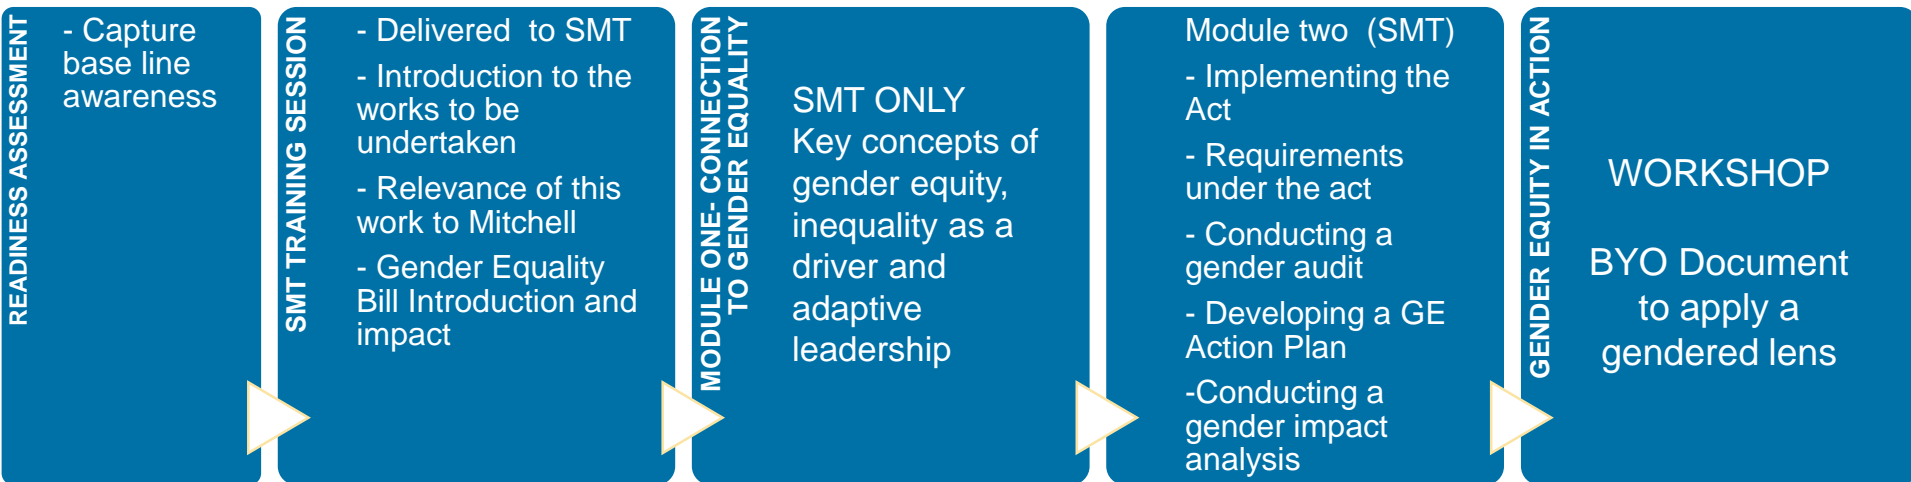 READINESS ASSESSMENT
- Capture
base line
awareness
SMT TRAINING SESSION
- Delivered  to SMT
- Introduction to the
works to be
undertaken
- Relevance of this
work to Mitchell
- Gender Equality
Bill Introduction and
impact
MODULE ONE- CONNECTION
TO GENDER EQUALITY
SMT ONLY
Key concepts of
gender equity,
inequality as a
driver and
adaptive
leadership
Module two  (SMT)
- Implementing the
Act
- Requirements
under the act
- Conducting a
gender audit
- Developing a GE
Action Plan
-Conducting a
gender impact
analysis
GENDER EQUITY IN ACTION
WORKSHOP
BYO Document
to apply a
gendered lens